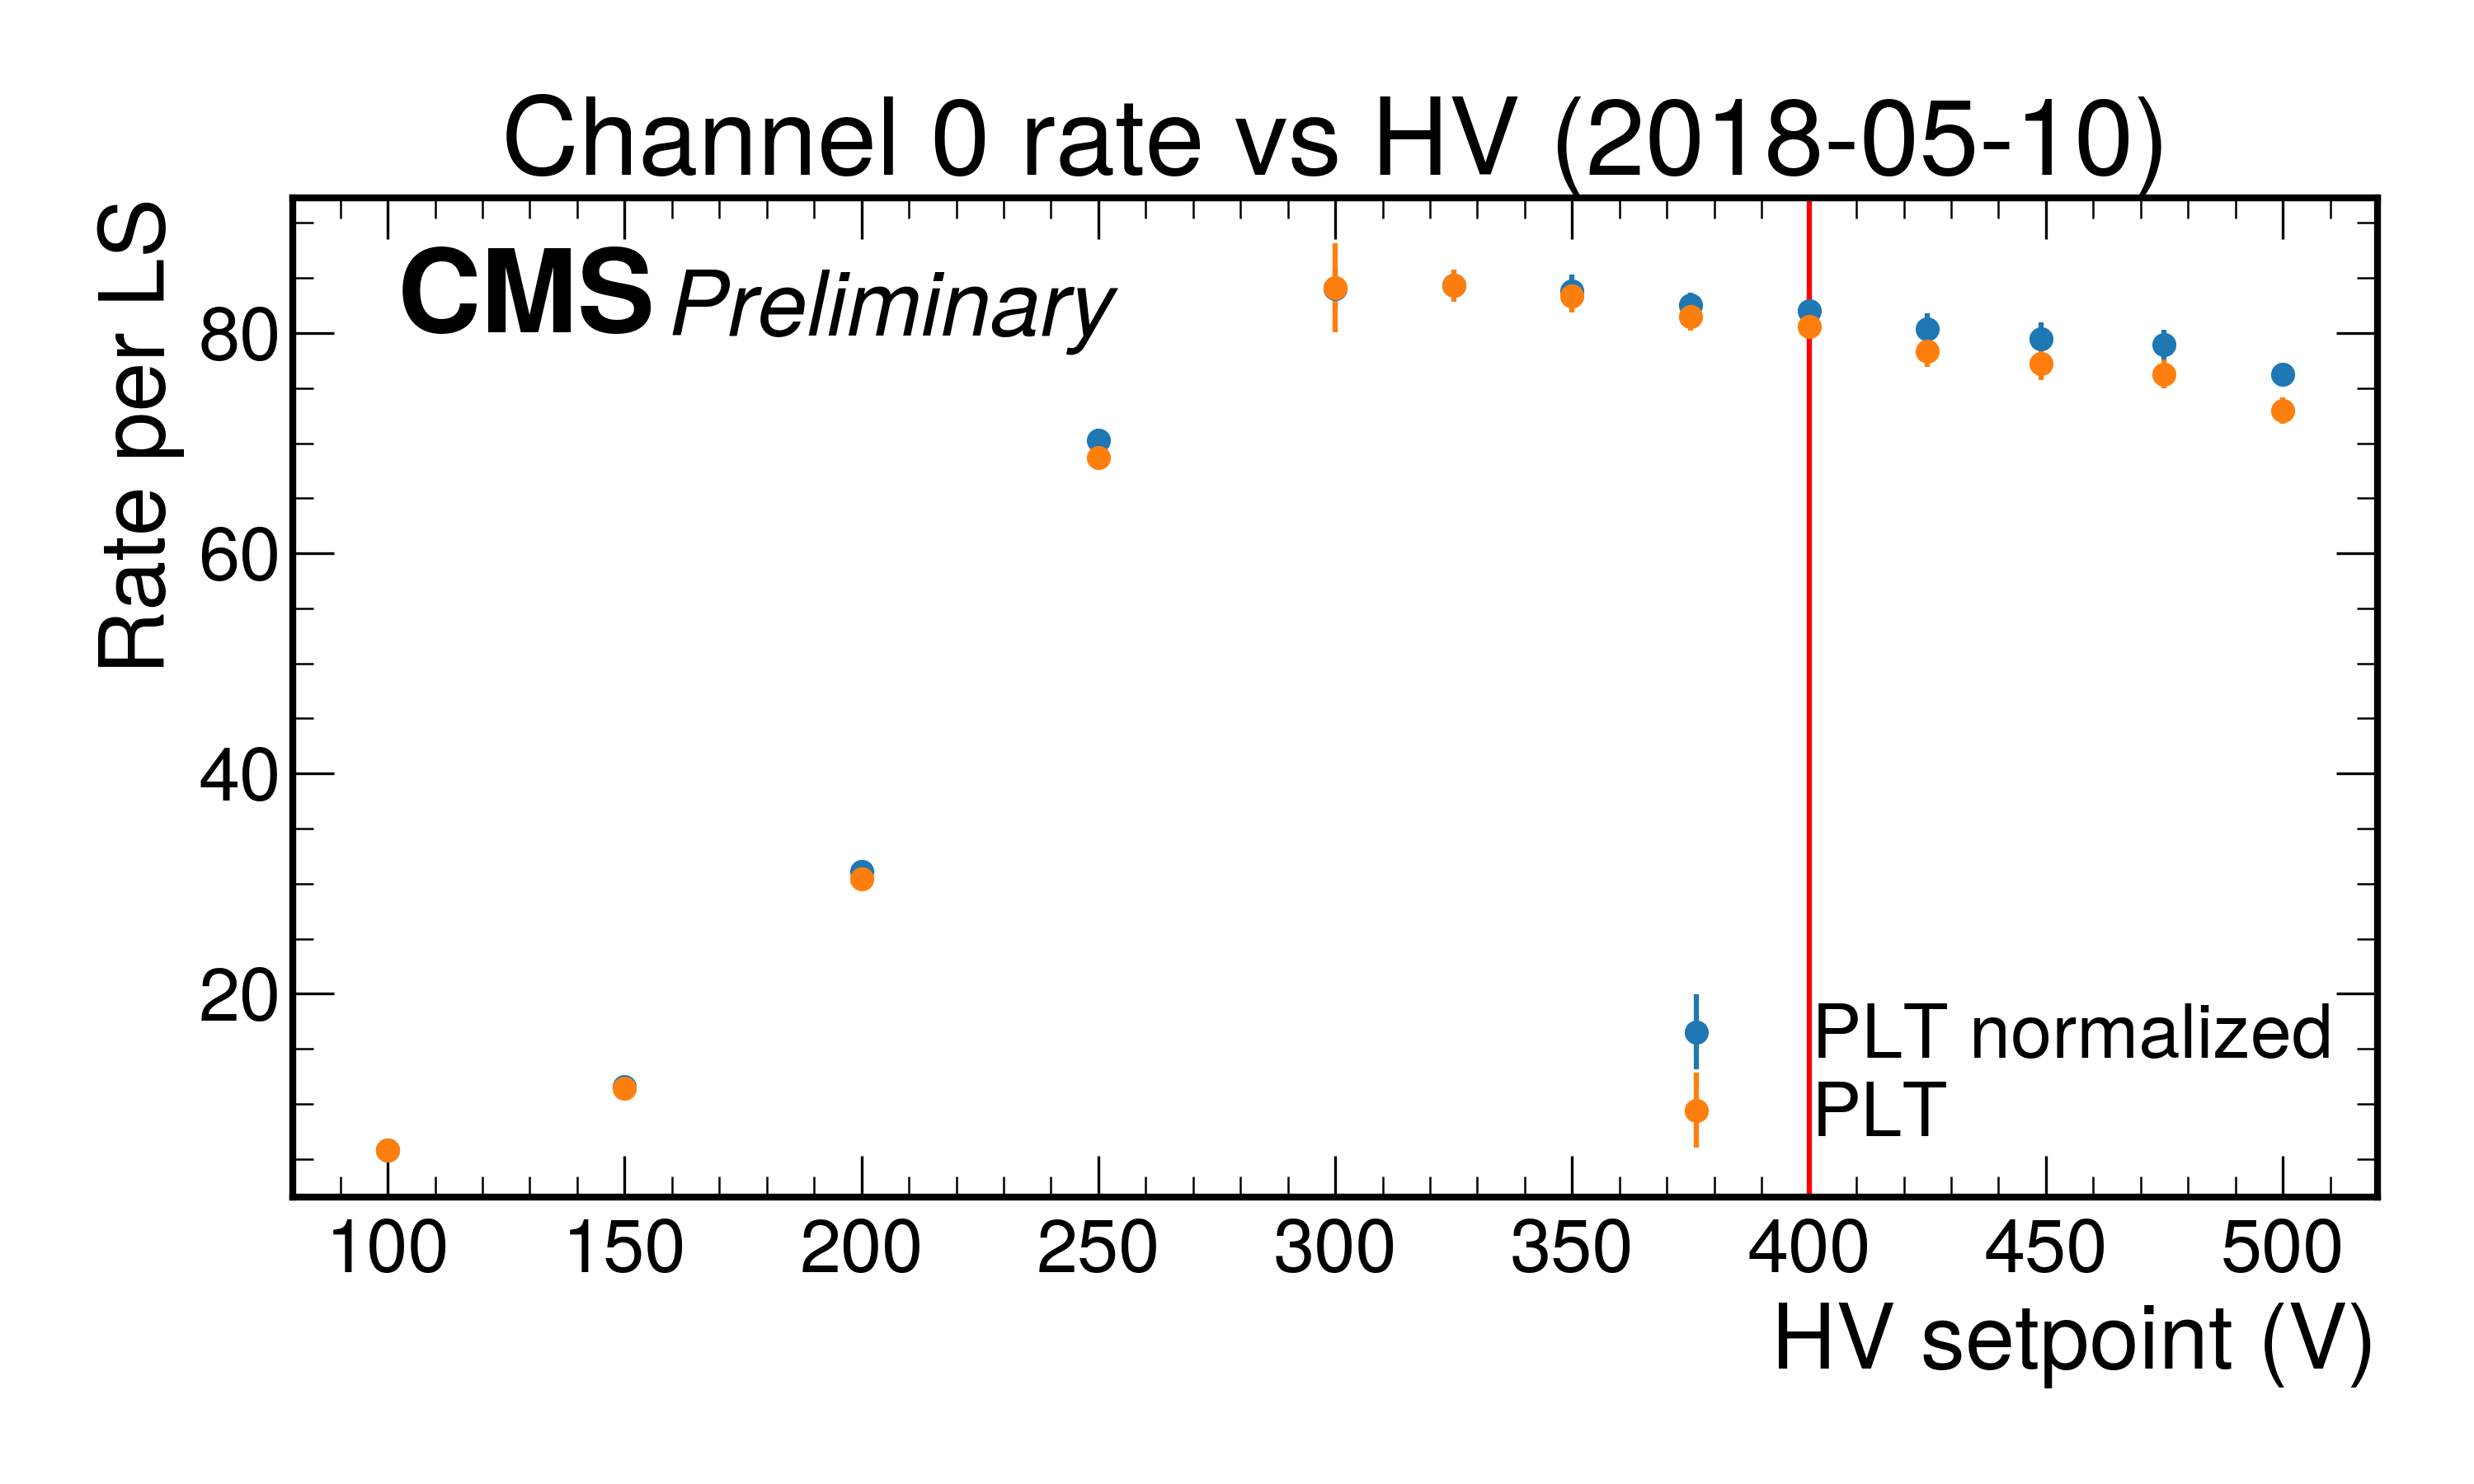 Channel 0 rate vs HV (2018-05-10)
CMS Preliminary
Rate per LS
80
60
40
20
PLT normalized
PLT
100 150 200 250 300 350 400 450 500
HV setpoint (V)